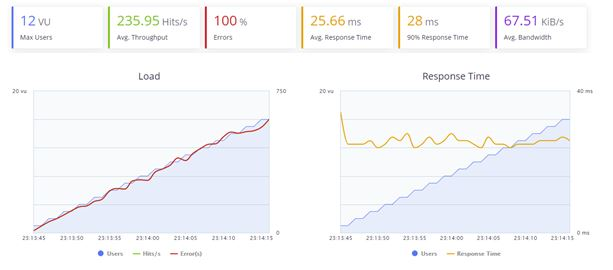 12 VU
Max Users
235.95 Hits/s
Avg. Throughput
100 %
Errors
25.66 ms
Avg. Response Time
28 ms
90% Response Time
67.51 KiB/s
Avg. Bandwidth
Load
20 vu
750
0
23:13:45 23:13:50 23:13:55 23:14:00 23:14:05 23:14:10 23:14:15
Users Hits/s Error(s)
Response Time
20 vu
40 ms
0 ms
23:13:45 23:13:50 23:13:55 23:14:00 23:14:05 23:14:10 23:14:15
Users Response Time